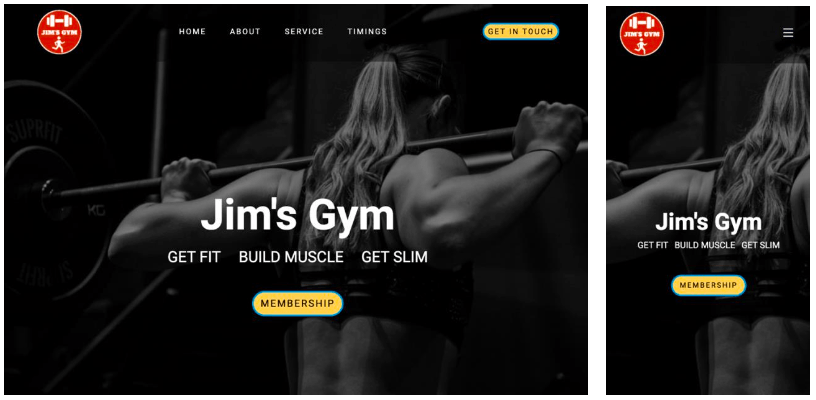 JIM'S GYM
HOME ABOUT SERVICE TIMINGS GET IN TOUCH
SUPRFIT
KG
Jim's Gym
GET FIT BUILD MUSCLE GET SLIM
MEMBERSHIP
JIM'S GYM
Jim's Gym
GET FIT BUILD MUSCLE GET SLIM
MEMBERSHIP